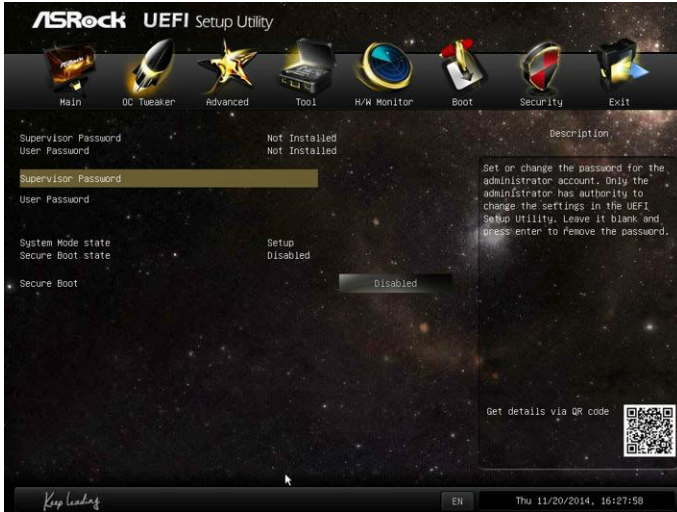 ASRock UEFI Setup Utility
Main OC Tweaker Advanced Tool H/W Monitor Boot Security Exit
Supervisor Password Not Installed
User Password Not Installed
Supervisor Password
User Password
System Mode state Setup
Secure Boot state Disabled
Secure Boot Disabled
Description
Set or change the password for the
administrator account. Only the
administrator has authority to
change the settings in the UEFI
Setup Utility. Leave it blank and
press enter to remove the password.
Get details via QR code
Keep Leading
EN Thu 11/20/2014, 16:27:58